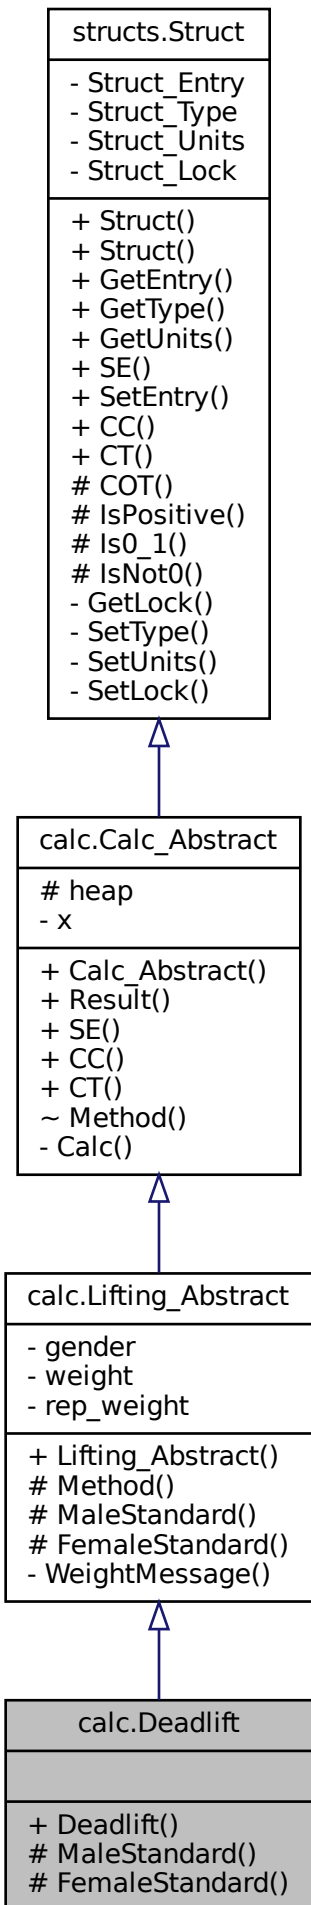 structs.Struct
- Struct_Entry
- Struct_Type
- Struct_Units
- Struct_Lock
+ Struct()
+ Struct()
+ GetEntry()
+ GetType()
+ GetUnits()
+ SE()
+ SetEntry()
+ CC()
+ CT()
# COT()
# IsPositive()
# Is0_1()
# IsNot0()
- GetLock()
- SetType()
- SetUnits()
- SetLock()
calc.Calc_Abstract
# heap
- x
+ Calc_Abstract()
+ Result()
+ SE()
+ CC()
+ CT()
~ Method()
- Calc()
calc.Lifting_Abstract
- gender
- weight
- rep_weight
+ Lifting_Abstract()
# Method()
# MaleStandard()
# FemaleStandard()
- WeightMessage()
calc.Deadlift
+ Deadlift()
# MaleStandard()
# FemaleStandard()